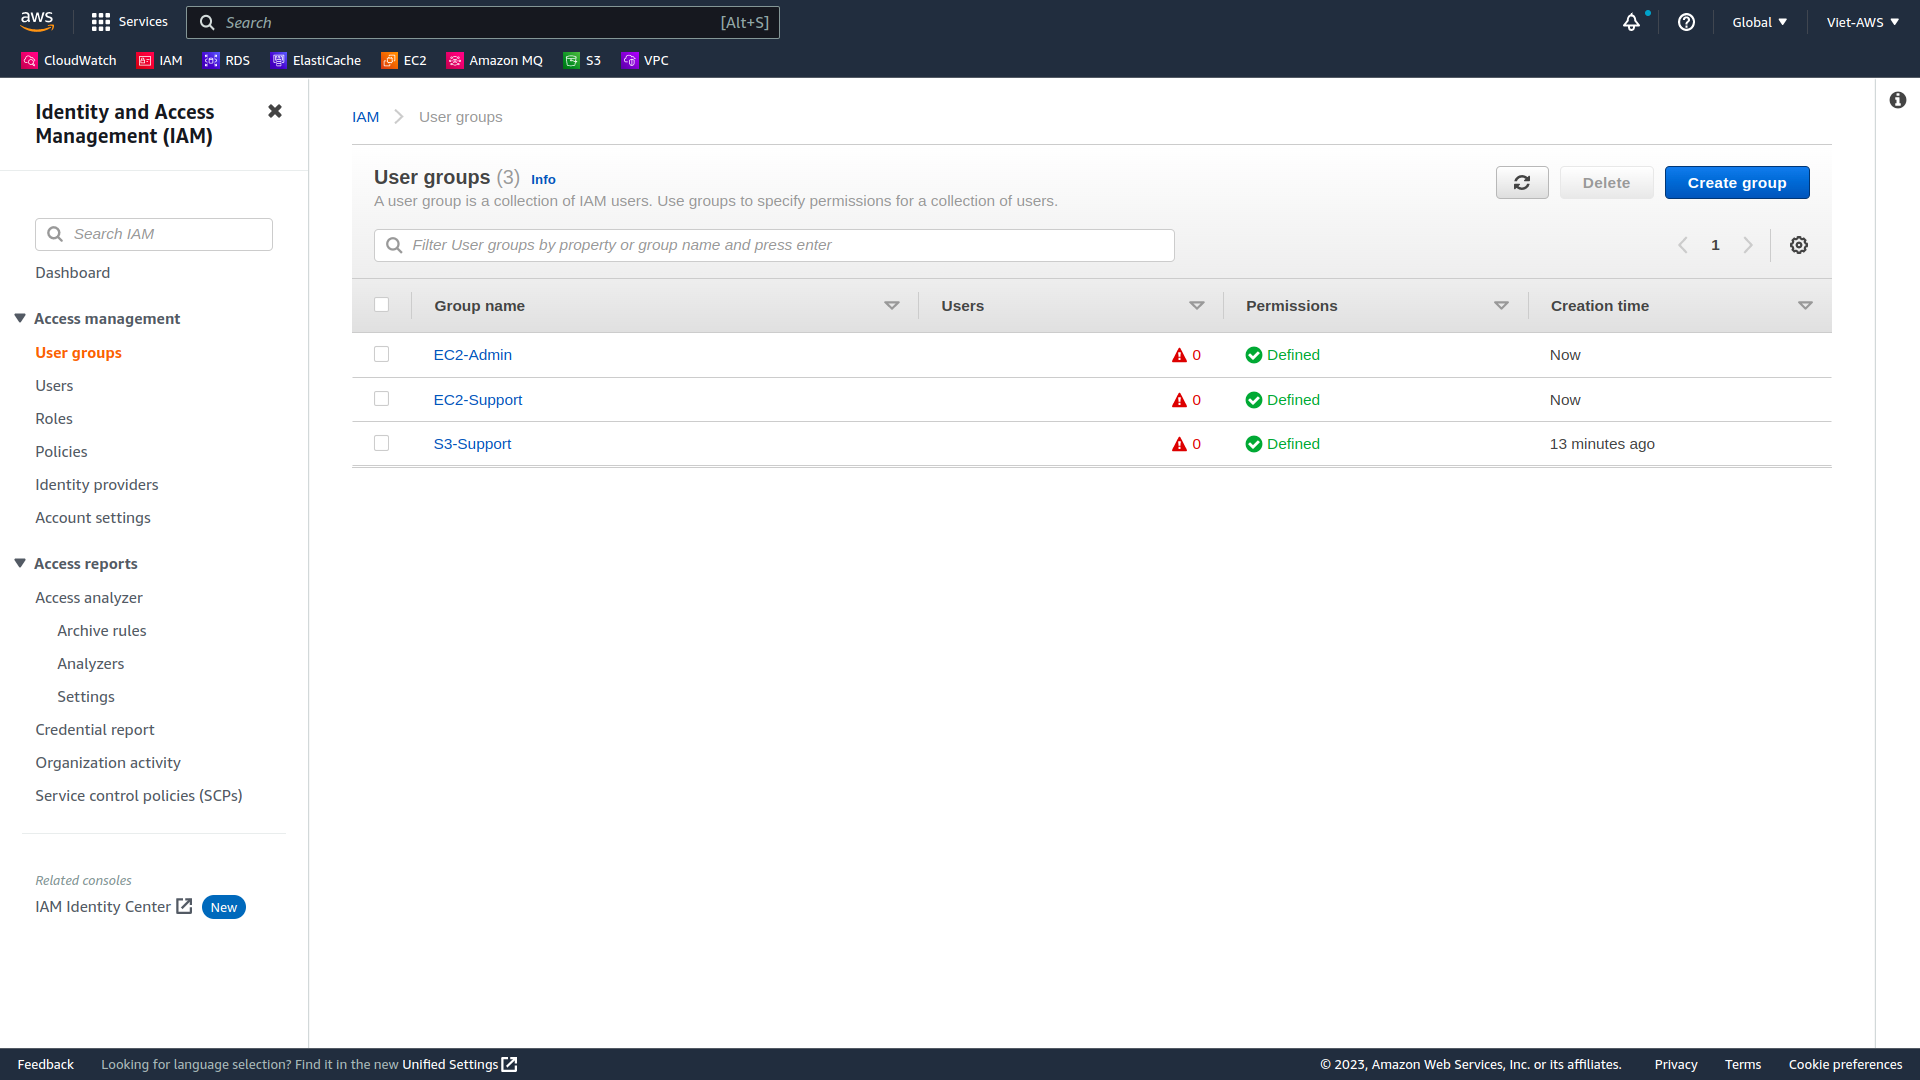 aws
Services
Search [Alt+S]
Global
Viet-AWS
CloudWatch
IAM
RDS
ElastiCache
EC2
Amazon MQ
S3
VPC
Identity and Access
Management (IAM)
Search IAM
Dashboard
Access management
User groups
Users
Roles
Policies
Identity providers
Account settings
Access reports
Access analyzer
Archive rules
Analyzers
Settings
Credential report
Organization activity
Service control policies (SCPs)
Related consoles
IAM Identity Center New
IAM User groups
User groups (3) Info
A user group is a collection of IAM users. Use groups to specify permissions for a collection of users.
Delete
Create group
Filter User groups by property or group name and press enter
1
Group name Users Permissions Creation time
EC2-Admin 0 Defined Now
EC2-Support 0 Defined Now
S3-Support 0 Defined 13 minutes ago
Feedback Looking for language selection? Find it in the new Unified Settings © 2023, Amazon Web Services, Inc. or its affiliates. Privacy Terms Cookie preferences